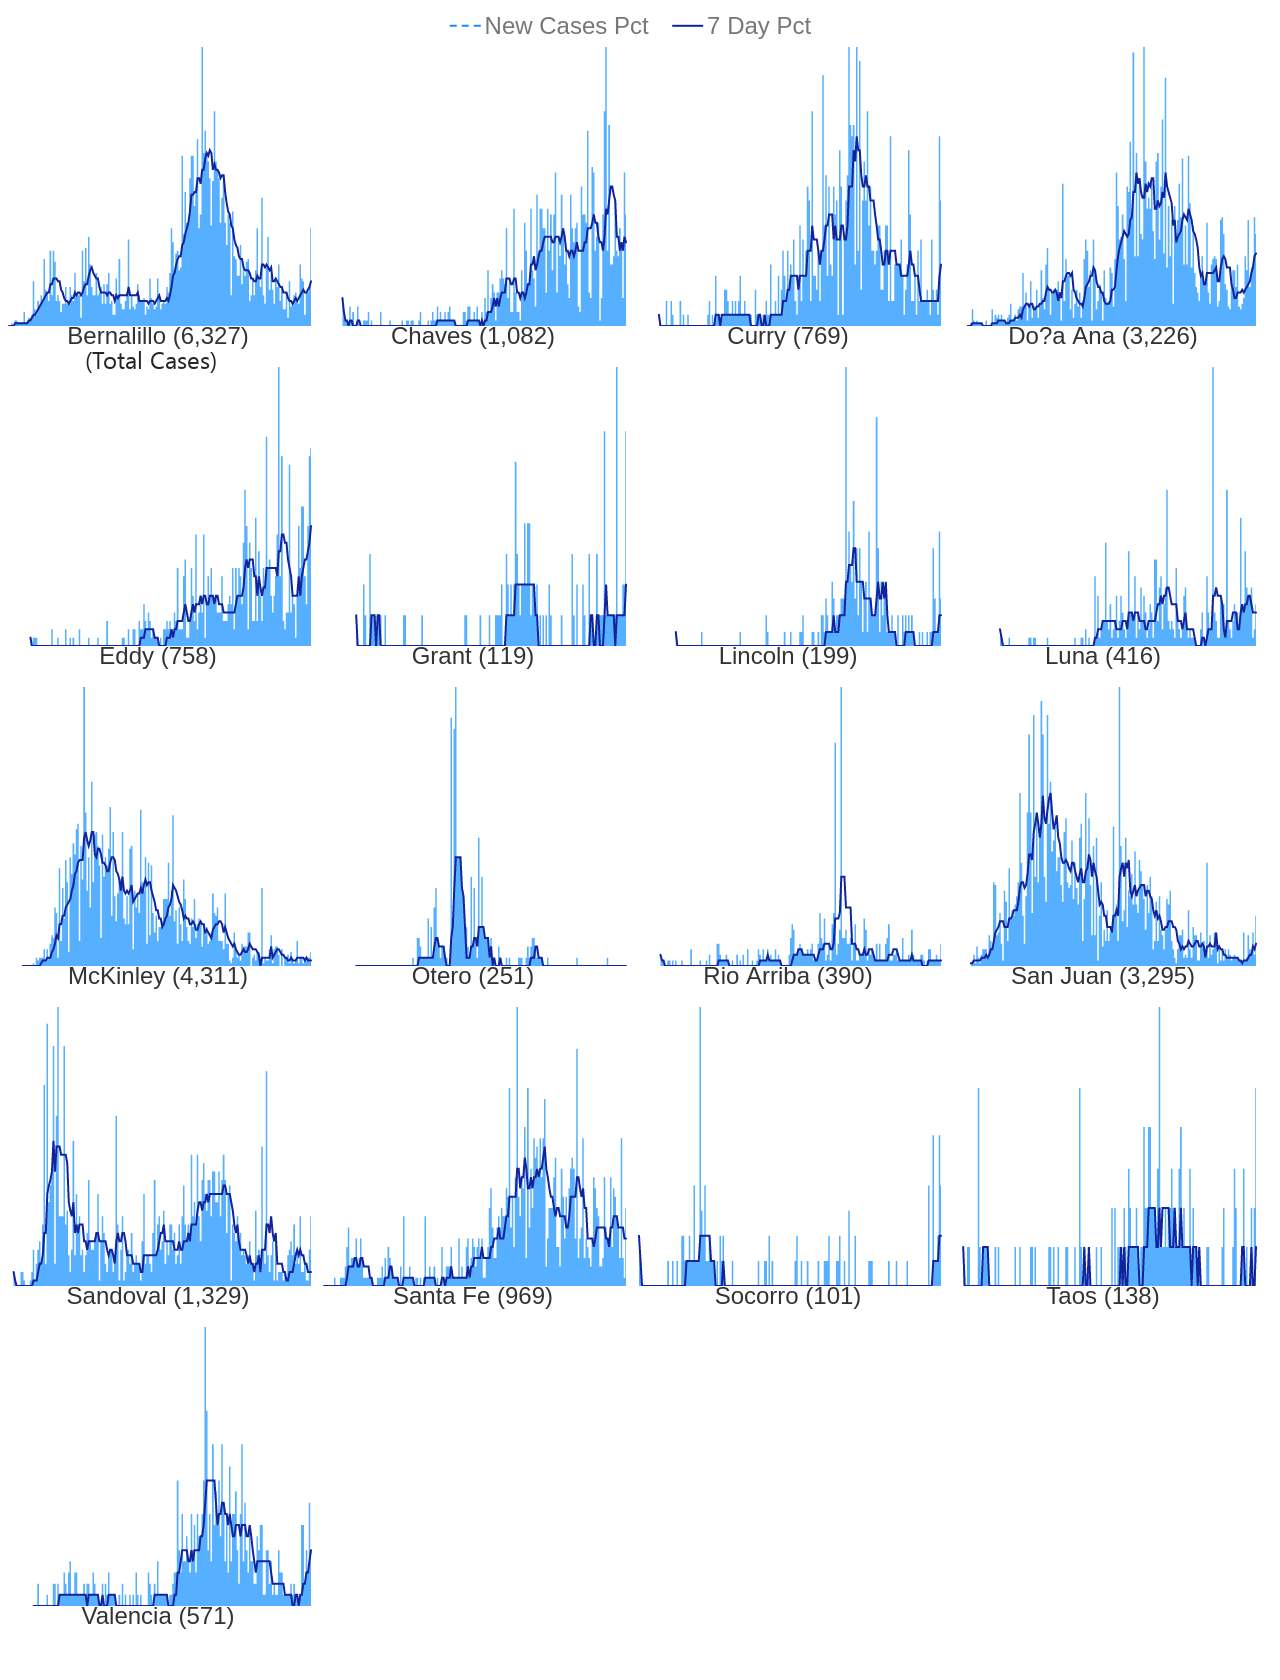 New Cases Pct 7 Day Pct
Bernalillo (6,327) Chaves (1,082) Curry (769) Do?a Ana (3,226)
(Total Cases)
Eddy (758) Grant (119) Lincoln (199) Luna (416)
McKinley (4,311) Otero (251) Rio Arriba (390) San Juan (3,295)
Sandoval (1,329) Santa Fe (969) Socorro (101) Taos (138)
Valencia (571)